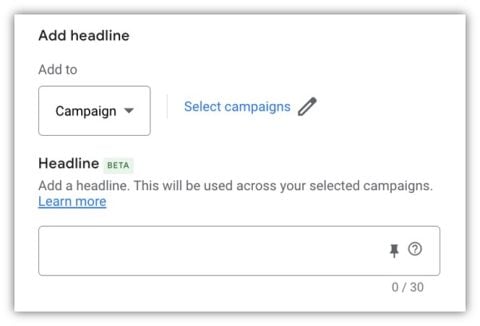 Add headline
Add to
Campaign
Select campaigns
Headline BETA
Add a headline. This will be used across your selected campaigns.
Learn more
0 / 30